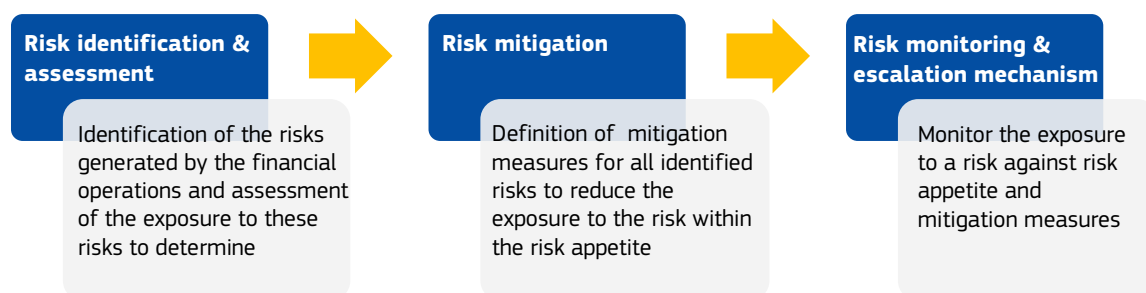 Risk identification &
assessment
Identification of the risks
generated by the financial
operations and assessment
of the exposure to these
risks to determine
Risk mitigation
Definition of  mitigation
measures for all identified
risks to reduce the
exposure to the risk within
the risk appetite
Risk monitoring &
escalation mechanism
Monitor the exposure
to a risk against risk
appetite and
mitigation measures